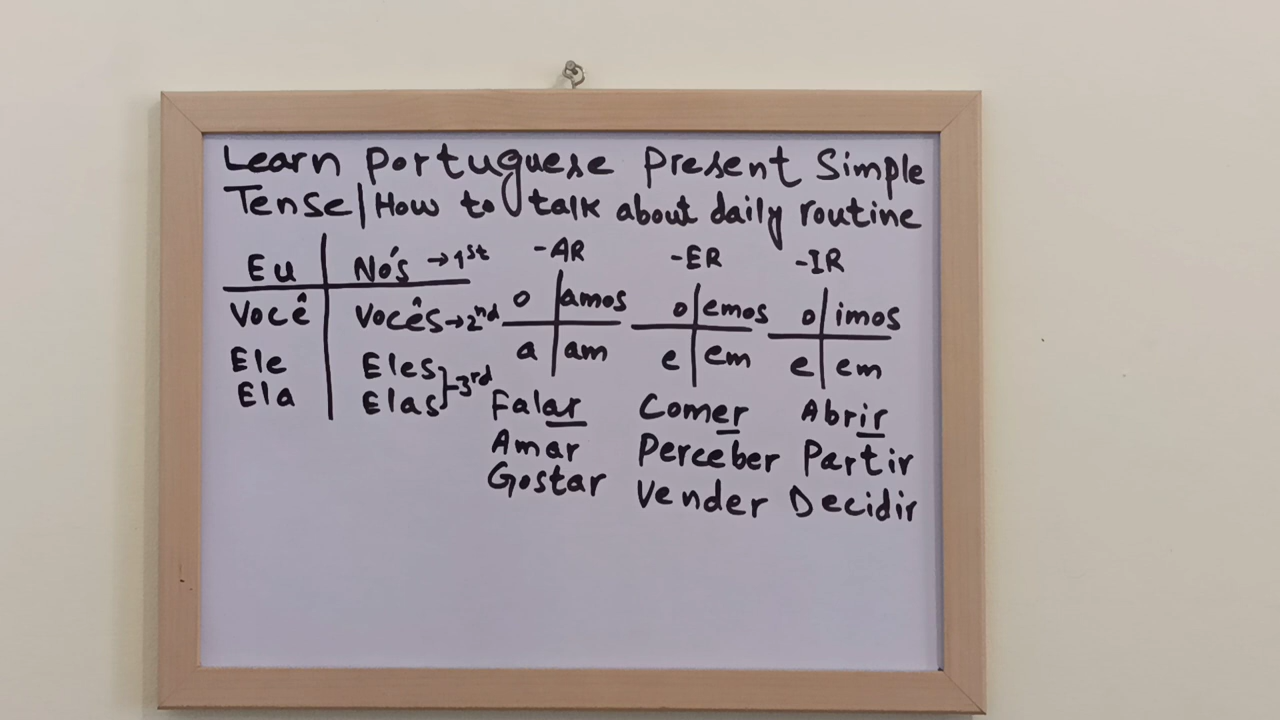 Learn Portuguese Present Simple
Tense | How to talk about daily routine
Eu Nós → 1st
Você Vocês → 2nd
Ele Eles
Ela Elas } 3rd
-AR
o amos
a am
Falar
Amar
Gostar
-ER
o emos
e em
Comer
Perceber
Vender
-IR
o imos
e em
Abrir
Partir
Decidir